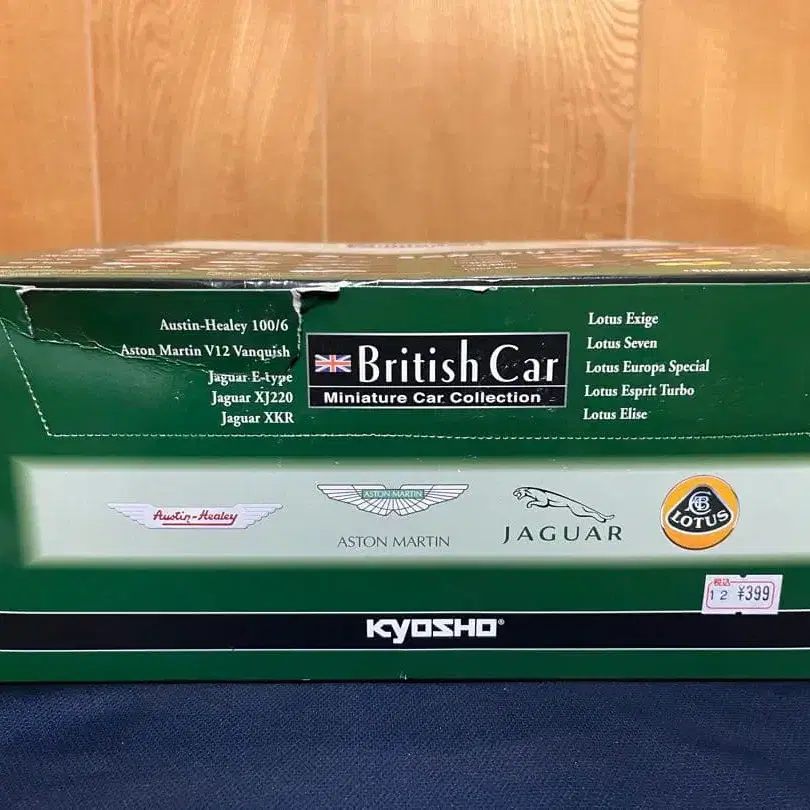 Austin-Healey 100/6
Aston Martin V12 Vanquish
Jaguar E-type
Jaguar XJ220
Jaguar XKR
British Car
Miniature Car Collection
Lotus Exige
Lotus Seven
Lotus Europa Special
Lotus Esprit Turbo
Lotus Elise
Austin-Healey
ASTON MARTIN
ASTON MARTIN
JAGUAR
LOTUS
税込
12 ¥399
KYOSHO®